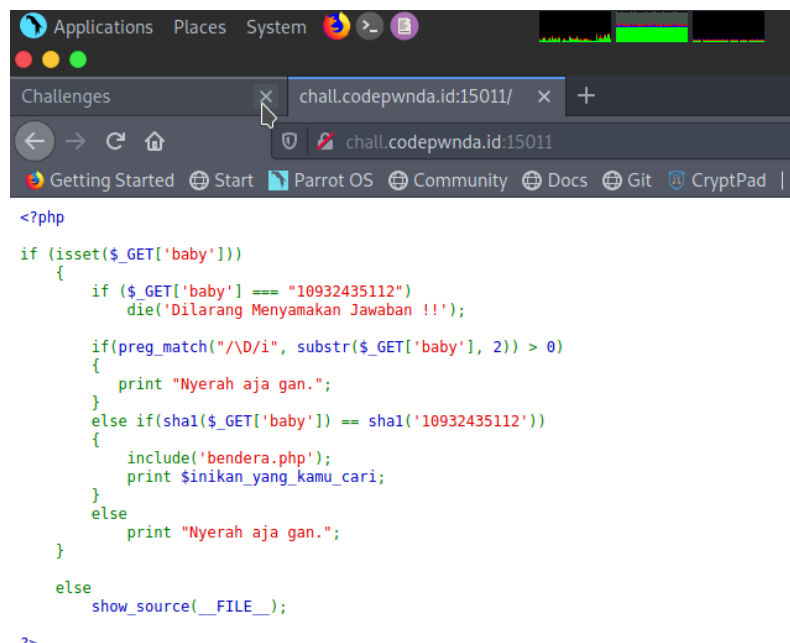 Applications Places System
Challenges
chall.codepwnda.id:15011/
chall.codepwnda.id:15011
Getting Started Start Parrot OS Community Docs Git CryptPad
<?php
if (isset($_GET['baby']))
{
if ($_GET['baby'] === "10932435112")
die('Dilarang Menyamakan Jawaban !!');
if(preg_match("/\D/i", substr($_GET['baby'], 2)) > 0)
{
print "Nyerah aja gan.";
}
else if(sha1($_GET['baby']) == sha1('10932435112'))
{
include('bendera.php');
print $inikan_yang_kamu_cari;
}
else
print "Nyerah aja gan.";
}
else
show_source(__FILE__);
?>